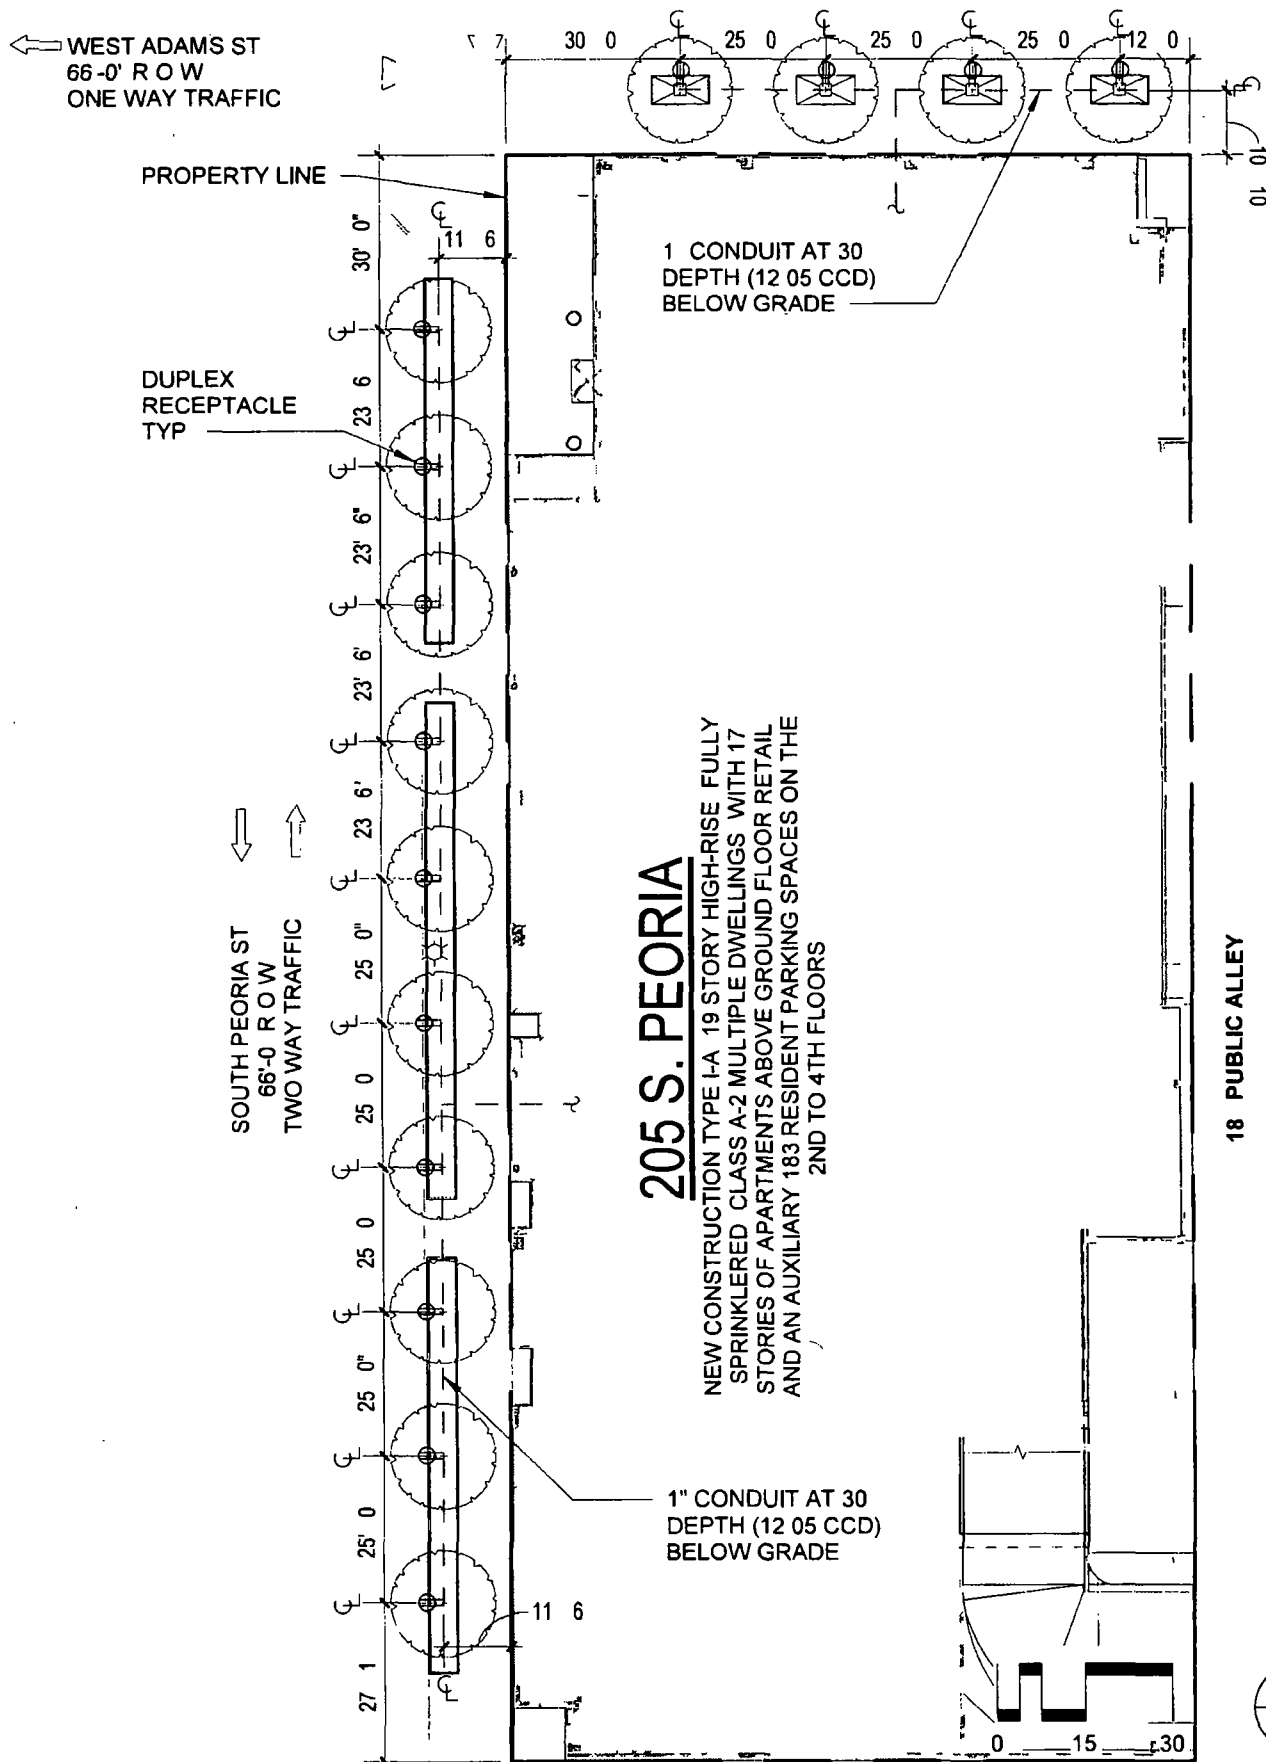 WEST ADAMS ST
66-0' R O W
ONE WAY TRAFFIC
7 30 0 25 0 25 0 25 0 12 0
10 10
PROPERTY LINE
11 6
1 CONDUIT AT 30
DEPTH (12 05 CCD)
BELOW GRADE
DUPLEX
RECEPTACLE
TYP
30' 0"
23 6
23' 6"
23' 6'
23 6'
25 0"
25 0
25 0
25 0"
25' 0
27 1
SOUTH PEORIA ST
66'-0 R O W
TWO WAY TRAFFIC
205 S. PEORIA
NEW CONSTRUCTION TYPE I-A 19 STORY HIGH-RISE FULLY
SPRINKLERED CLASS A-2 MULTIPLE DWELLINGS WITH 17
STORIES OF APARTMENTS ABOVE GROUND FLOOR RETAIL
AND AN AUXILIARY 183 RESIDENT PARKING SPACES ON THE
2ND TO 4TH FLOORS
18 PUBLIC ALLEY
1" CONDUIT AT 30
DEPTH (12 05 CCD)
BELOW GRADE
11 6
0 15 30